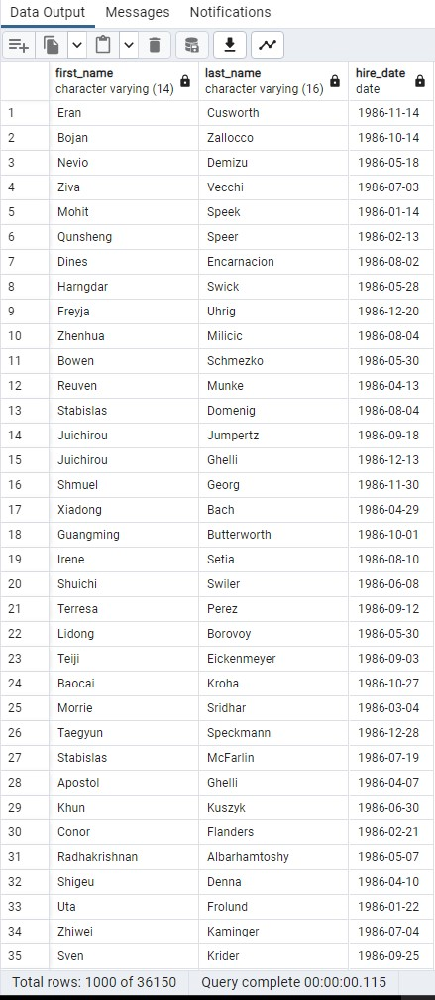 Data Output Messages Notifications
first_name last_name hire_date
character varying (14) character varying (16) date
1 Eran Cusworth 1986-11-14
2 Bojan Zallocco 1986-10-14
3 Nevio Demizu 1986-05-18
4 Ziva Vecchi 1986-07-03
5 Mohit Speek 1986-01-14
6 Qunsheng Speer 1986-02-13
7 Dines Encarnacion 1986-08-02
8 Harngdar Swick 1986-05-28
9 Freyja Uhrig 1986-12-20
10 Zhenhua Milicic 1986-08-04
11 Bowen Schmezko 1986-05-30
12 Reuven Munke 1986-04-13
13 Stabislas Domenig 1986-08-04
14 Juichirou Jumpertz 1986-09-18
15 Juichirou Ghelli 1986-12-13
16 Shmuel Georg 1986-11-30
17 Xiadong Bach 1986-04-29
18 Guangming Butterworth 1986-10-01
19 Irene Setia 1986-08-10
20 Shuichi Swiler 1986-06-08
21 Terresa Perez 1986-09-12
22 Lidong Borovoy 1986-05-30
23 Teiji Eickenmeyer 1986-09-03
24 Baocai Kroha 1986-10-27
25 Morrie Sridhar 1986-03-04
26 Taegyun Speckmann 1986-12-28
27 Stabislas McFarlin 1986-07-19
28 Apostol Ghelli 1986-04-07
29 Khun Kuszyk 1986-06-30
30 Conor Flanders 1986-02-21
31 Radhakrishnan Albarhamtoshy 1986-05-07
32 Shigeu Denna 1986-04-10
33 Uta Frolund 1986-01-22
34 Zhiwei Kaminger 1986-07-04
35 Sven Krider 1986-09-25
Total rows: 1000 of 36150 Query complete 00:00:00.115